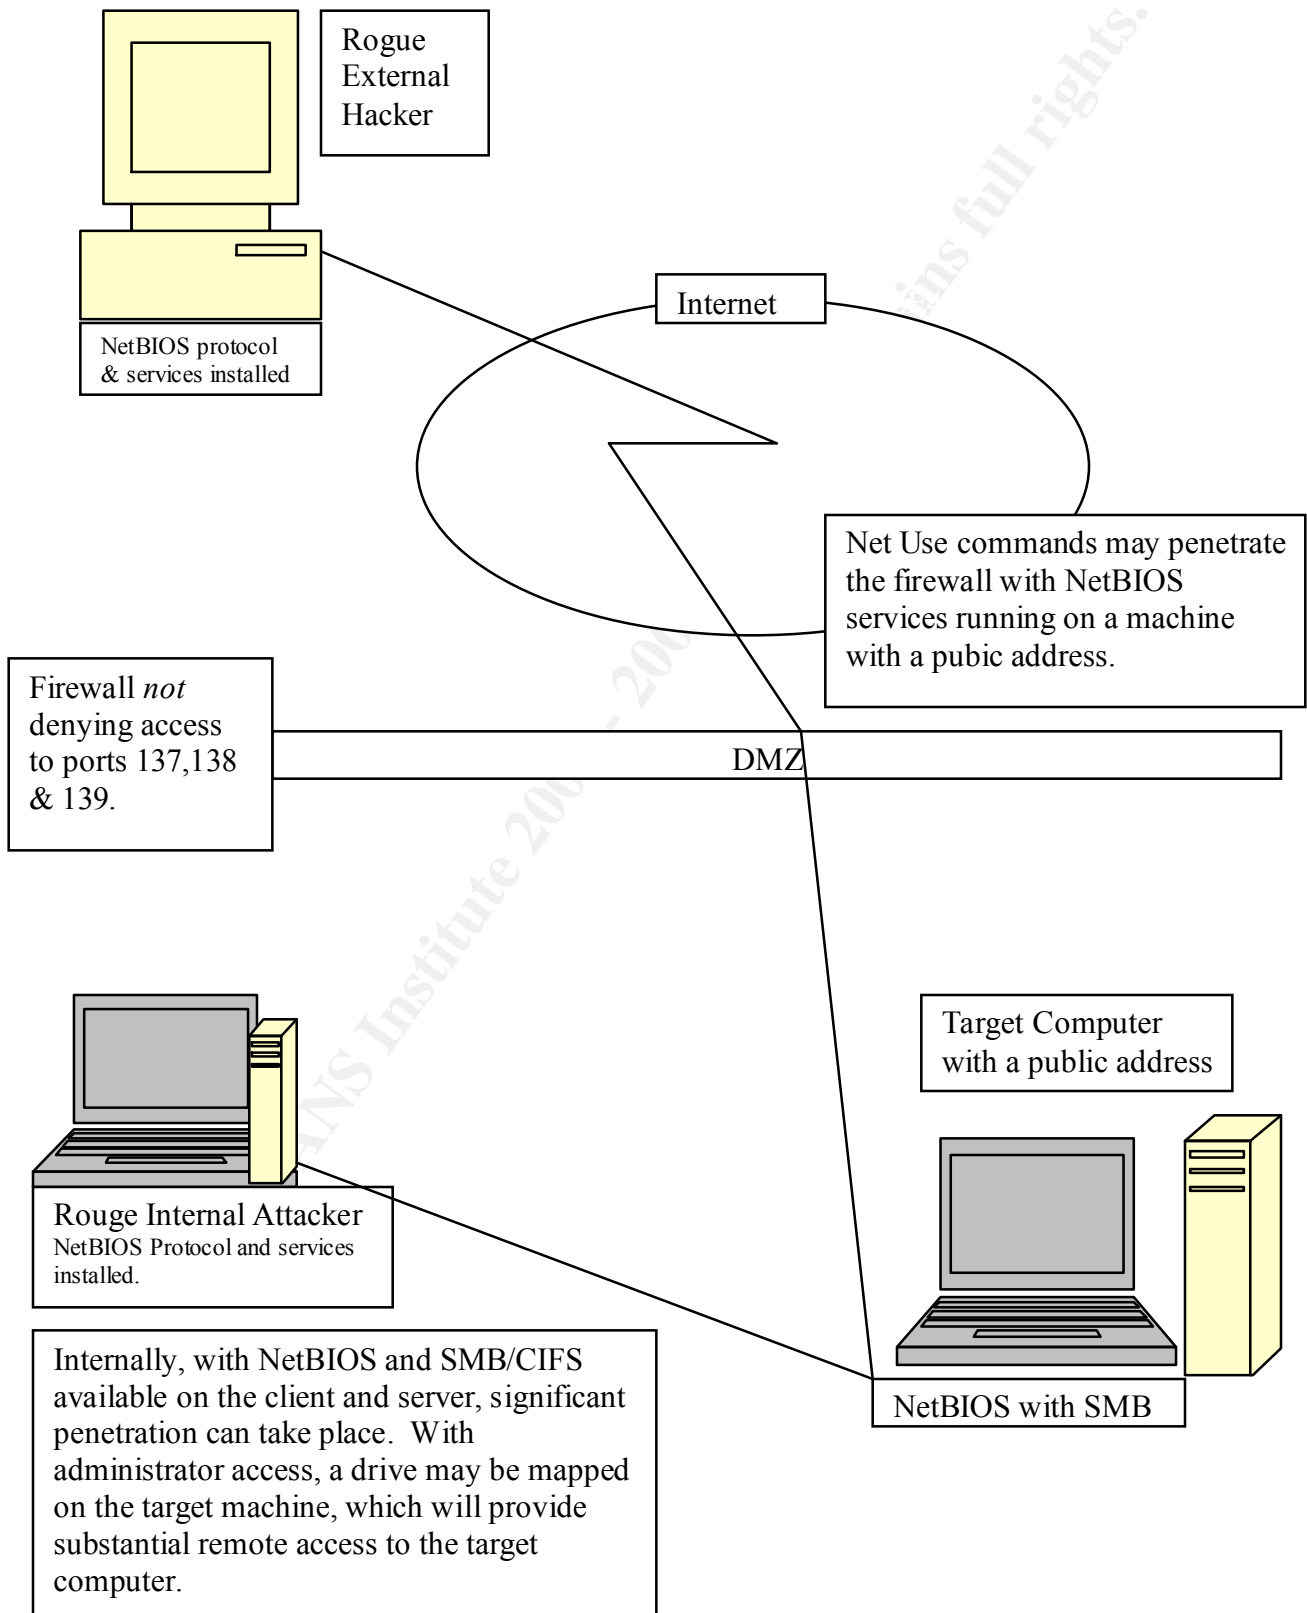 Rogue
External
Hacker
NetBIOS protocol
& services installed
Internet
Net Use commands may penetrate
the firewall with NetBIOS
services running on a machine
with a pubic address.
Firewall not
denying access
to ports 137,138
& 139.
DMZ
Target Computer
with a public address
Rouge Internal Attacker
NetBIOS Protocol and services
installed.
NetBIOS with SMB
Internally, with NetBIOS and SMB/CIFS
available on the client and server, significant
penetration can take place. With
administrator access, a drive may be mapped
on the target machine, which will provide
substantial remote access to the target
computer.
Institute full rights.